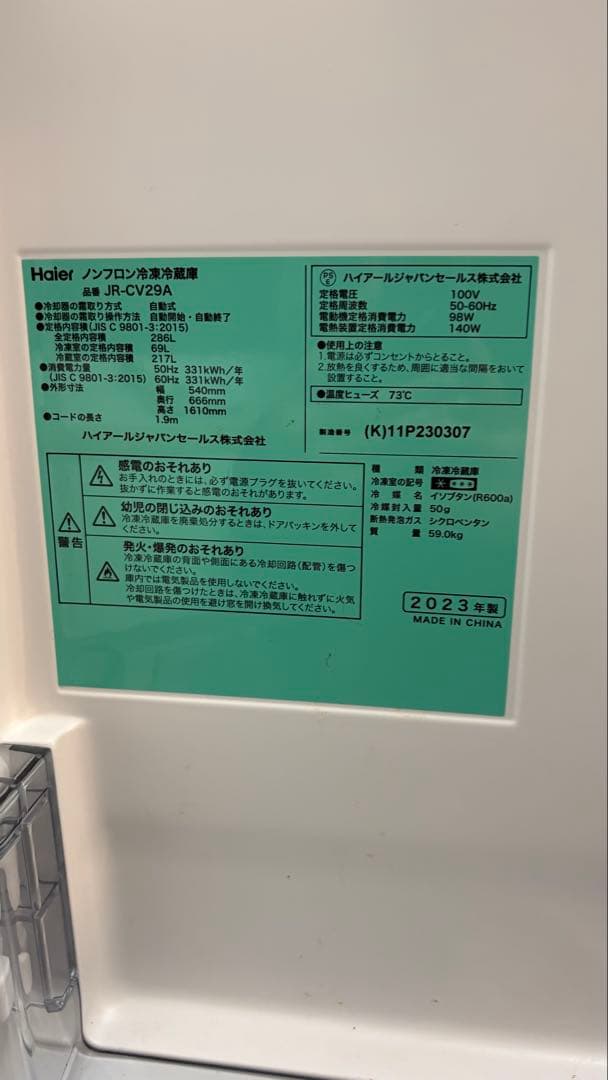 Haier ノンフロン冷凍冷蔵庫
品番 JR-CV29A
●冷却器の霜取り方式 自動式
●冷却器の霜取り操作方法 自動開始・自動終了
●定格内容積(JIS C 9801-3:2015)
全定格内容積 286L
冷凍室の定格内容積 69L
冷蔵室の定格内容積 217L
●消費電力量 50Hz 331kWh/年
(JIS C 9801-3:2015) 60Hz 331kWh/年
●外形寸法 幅 540mm
奥行 666mm
高さ 1610mm
●コードの長さ 1.9m
ハイアールジャパンセールス株式会社
PS
E
ハイアールジャパンセールス株式会社
定格電圧 100V
定格周波数 50-60Hz
電動機定格消費電力 98W
電熱装置定格消費電力 140W
●使用上の注意
1.電源は必ずコンセントからとること。
2.放熱を良くするため、周囲に適当な間隔をおいて
設置すること。
●温度ヒューズ 73℃
製造番号 (K)11P230307
警告
感電のおそれあり
お手入れのときには、必ず電源プラグを抜いてください。
抜かずに作業すると感電のおそれがあります。
幼児の閉じ込めのおそれあり
冷凍冷蔵庫を廃棄処分するときは、ドアパッキンを外して
ください。
発火・爆発のおそれあり
冷凍冷蔵庫の背面や側面にある冷却回路(配管)を傷つ
けないでください。
庫内では電気製品を使用しないでください。
冷却回路を傷つけたときは、冷凍冷蔵庫に触れずに火気
や電気製品の使用を避け窓を開け換気してください。
種類 冷凍冷蔵庫
冷凍室の記号
冷媒名 イソブタン(R600a)
冷媒封入量 50g
断熱発泡ガス シクロペンタン
質量 59.0kg
2023年製
MADE IN CHINA